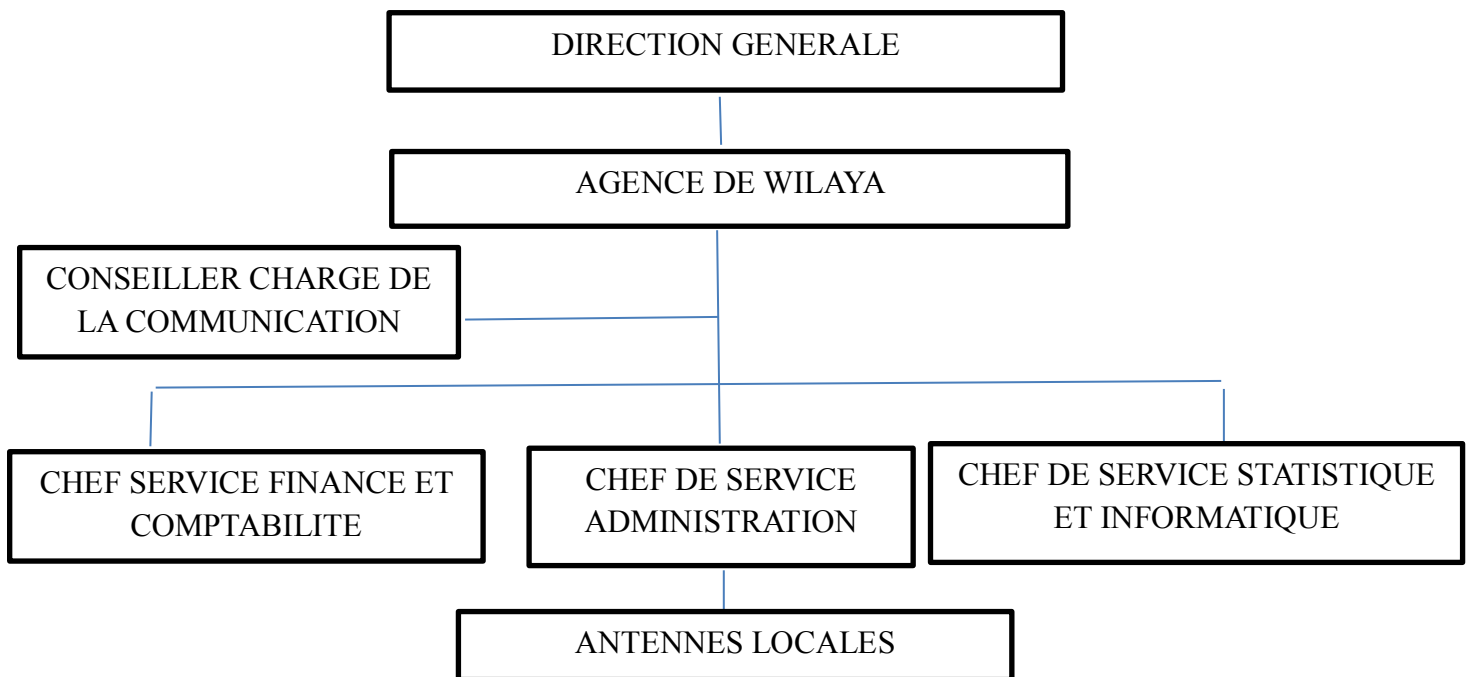 DIRECTION GENERALE
AGENCE DE WILAYA
CONSEILLER CHARGE DE
LA COMMUNICATION
CHEF SERVICE FINANCE ET
COMPTABILITE
CHEF DE SERVICE
ADMINISTRATION
CHEF DE SERVICE STATISTIQUE
ET INFORMATIQUE
ANTENNES LOCALES